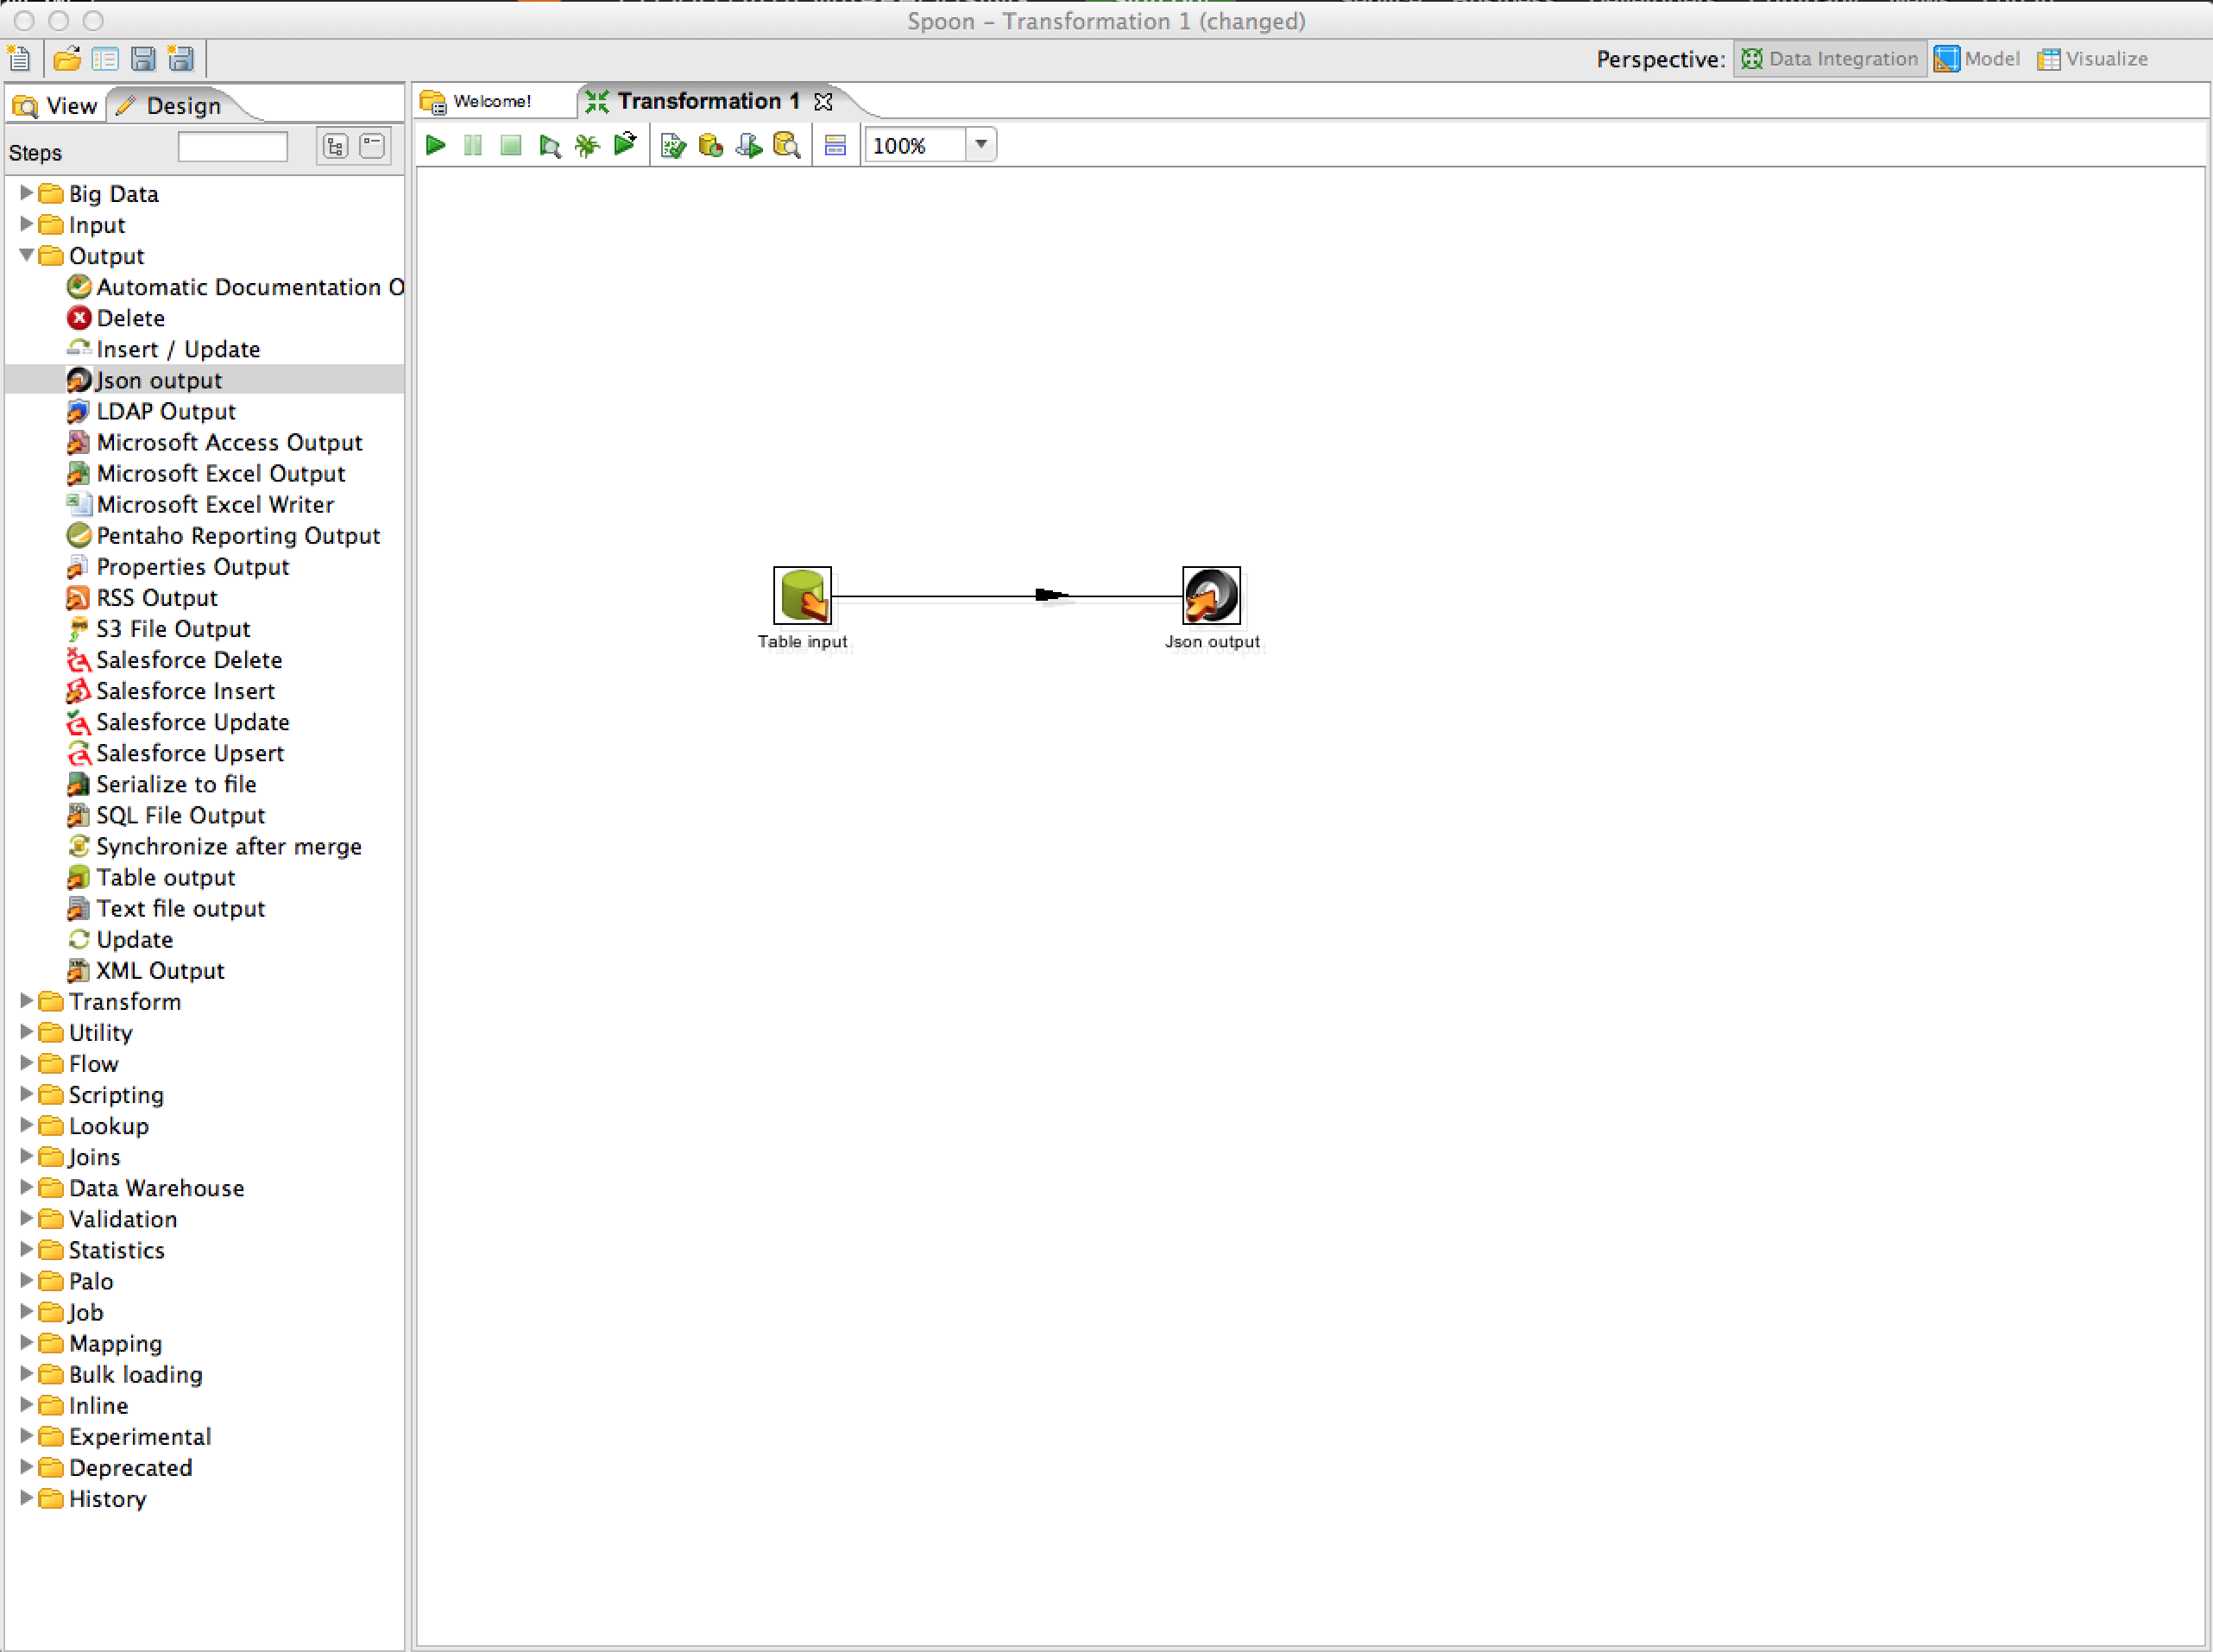 Spoon – Transformation 1 (changed)
Perspective: Data Integration Model Visualize
View Design
Welcome! Transformation 1
Steps
100%
Big Data
Input
Output
Automatic Documentation O
Delete
Insert / Update
Json output
LDAP Output
Microsoft Access Output
Microsoft Excel Output
Microsoft Excel Writer
Pentaho Reporting Output
Properties Output
RSS Output
S3 File Output
Salesforce Delete
Salesforce Insert
Salesforce Update
Salesforce Upsert
Serialize to file
SQL File Output
Synchronize after merge
Table output
Text file output
Update
XML Output
Transform
Utility
Flow
Scripting
Lookup
Joins
Data Warehouse
Validation
Statistics
Palo
Job
Mapping
Bulk loading
Inline
Experimental
Deprecated
History
Table input
Json output